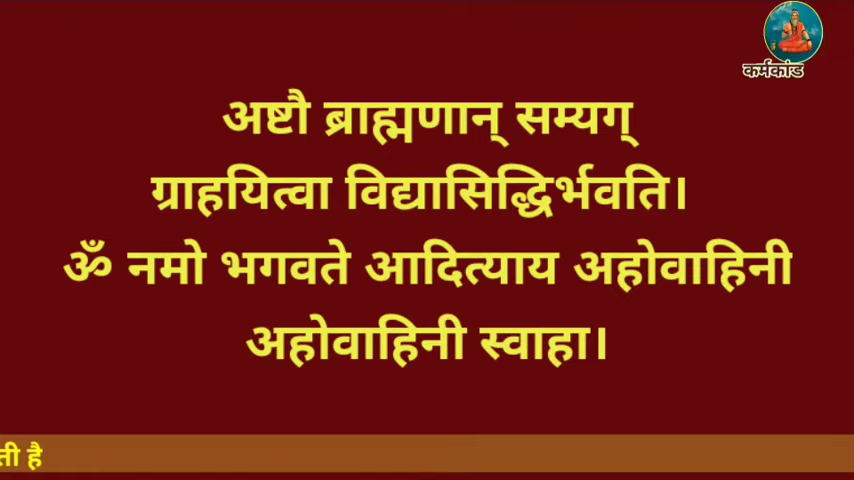 कर्मकांड
अष्टौ ब्राह्मणान् सम्यग्
ग्राहयित्वा विद्यासिद्धिर्भवति।
ॐ नमो भगवते आदित्याय अहोवाहिनी
अहोवाहिनी स्वाहा।
ती है